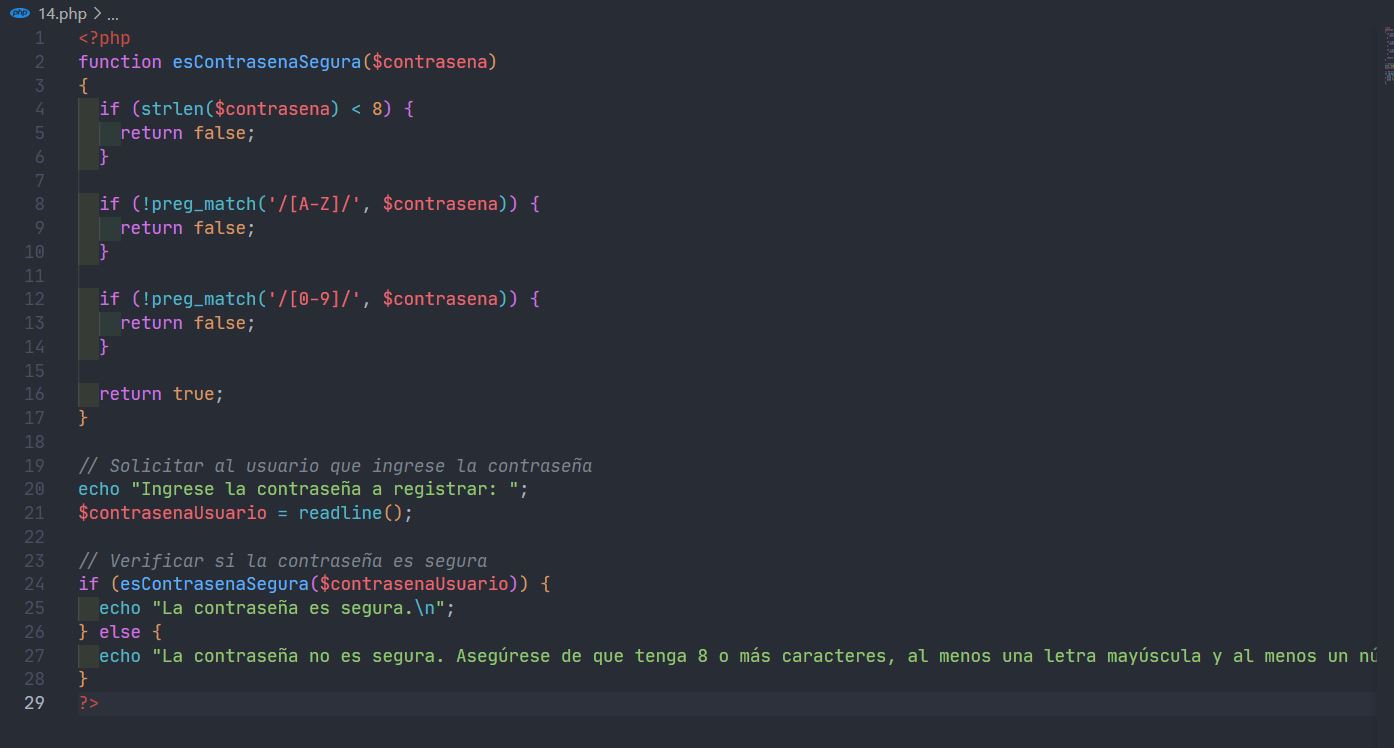 php 14.php > ...
1 <?php
2 function esContrasenaSegura($contrasena)
3 {
4   if (strlen($contrasena) < 8) {
5     return false;
6   }
7
8   if (!preg_match('/[A-Z]/', $contrasena)) {
9     return false;
10   }
11
12   if (!preg_match('/[0-9]/', $contrasena)) {
13     return false;
14   }
15
16   return true;
17 }
18
19 // Solicitar al usuario que ingrese la contraseña
20 echo "Ingrese la contraseña a registrar: ";
21 $contrasenaUsuario = readline();
22
23 // Verificar si la contraseña es segura
24 if (esContrasenaSegura($contrasenaUsuario)) {
25   echo "La contraseña es segura.\n";
26 } else {
27   echo "La contraseña no es segura. Asegúrese de que tenga 8 o más caracteres, al menos una letra mayúscula y al menos un nú
28 }
29 ?>